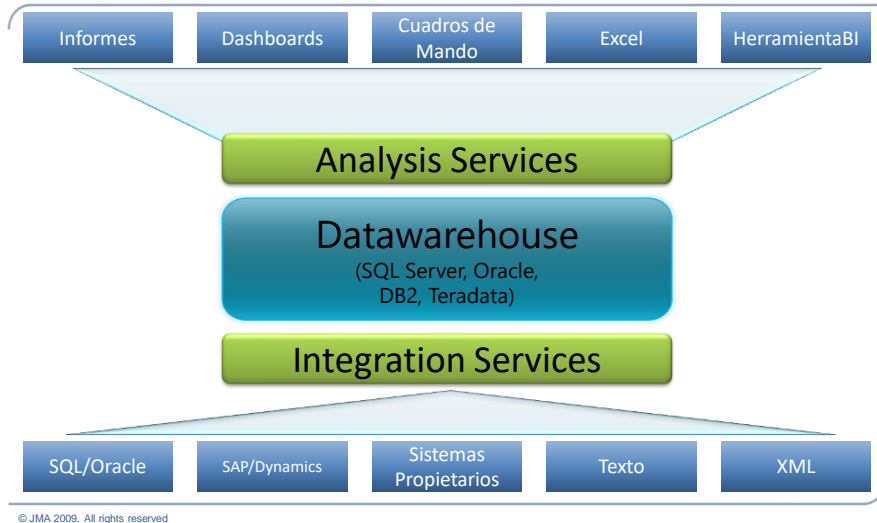 Informes
Dashboards
Cuadros de
Mando
Excel
HerramientaBI
Analysis Services
Datawarehouse
(SQL Server, Oracle,
DB2, Teradata)
Integration Services
SQL/Oracle
SAP/Dynamics
Sistemas
Propietarios
Texto
XML
© JMA 2009. All rights reserved